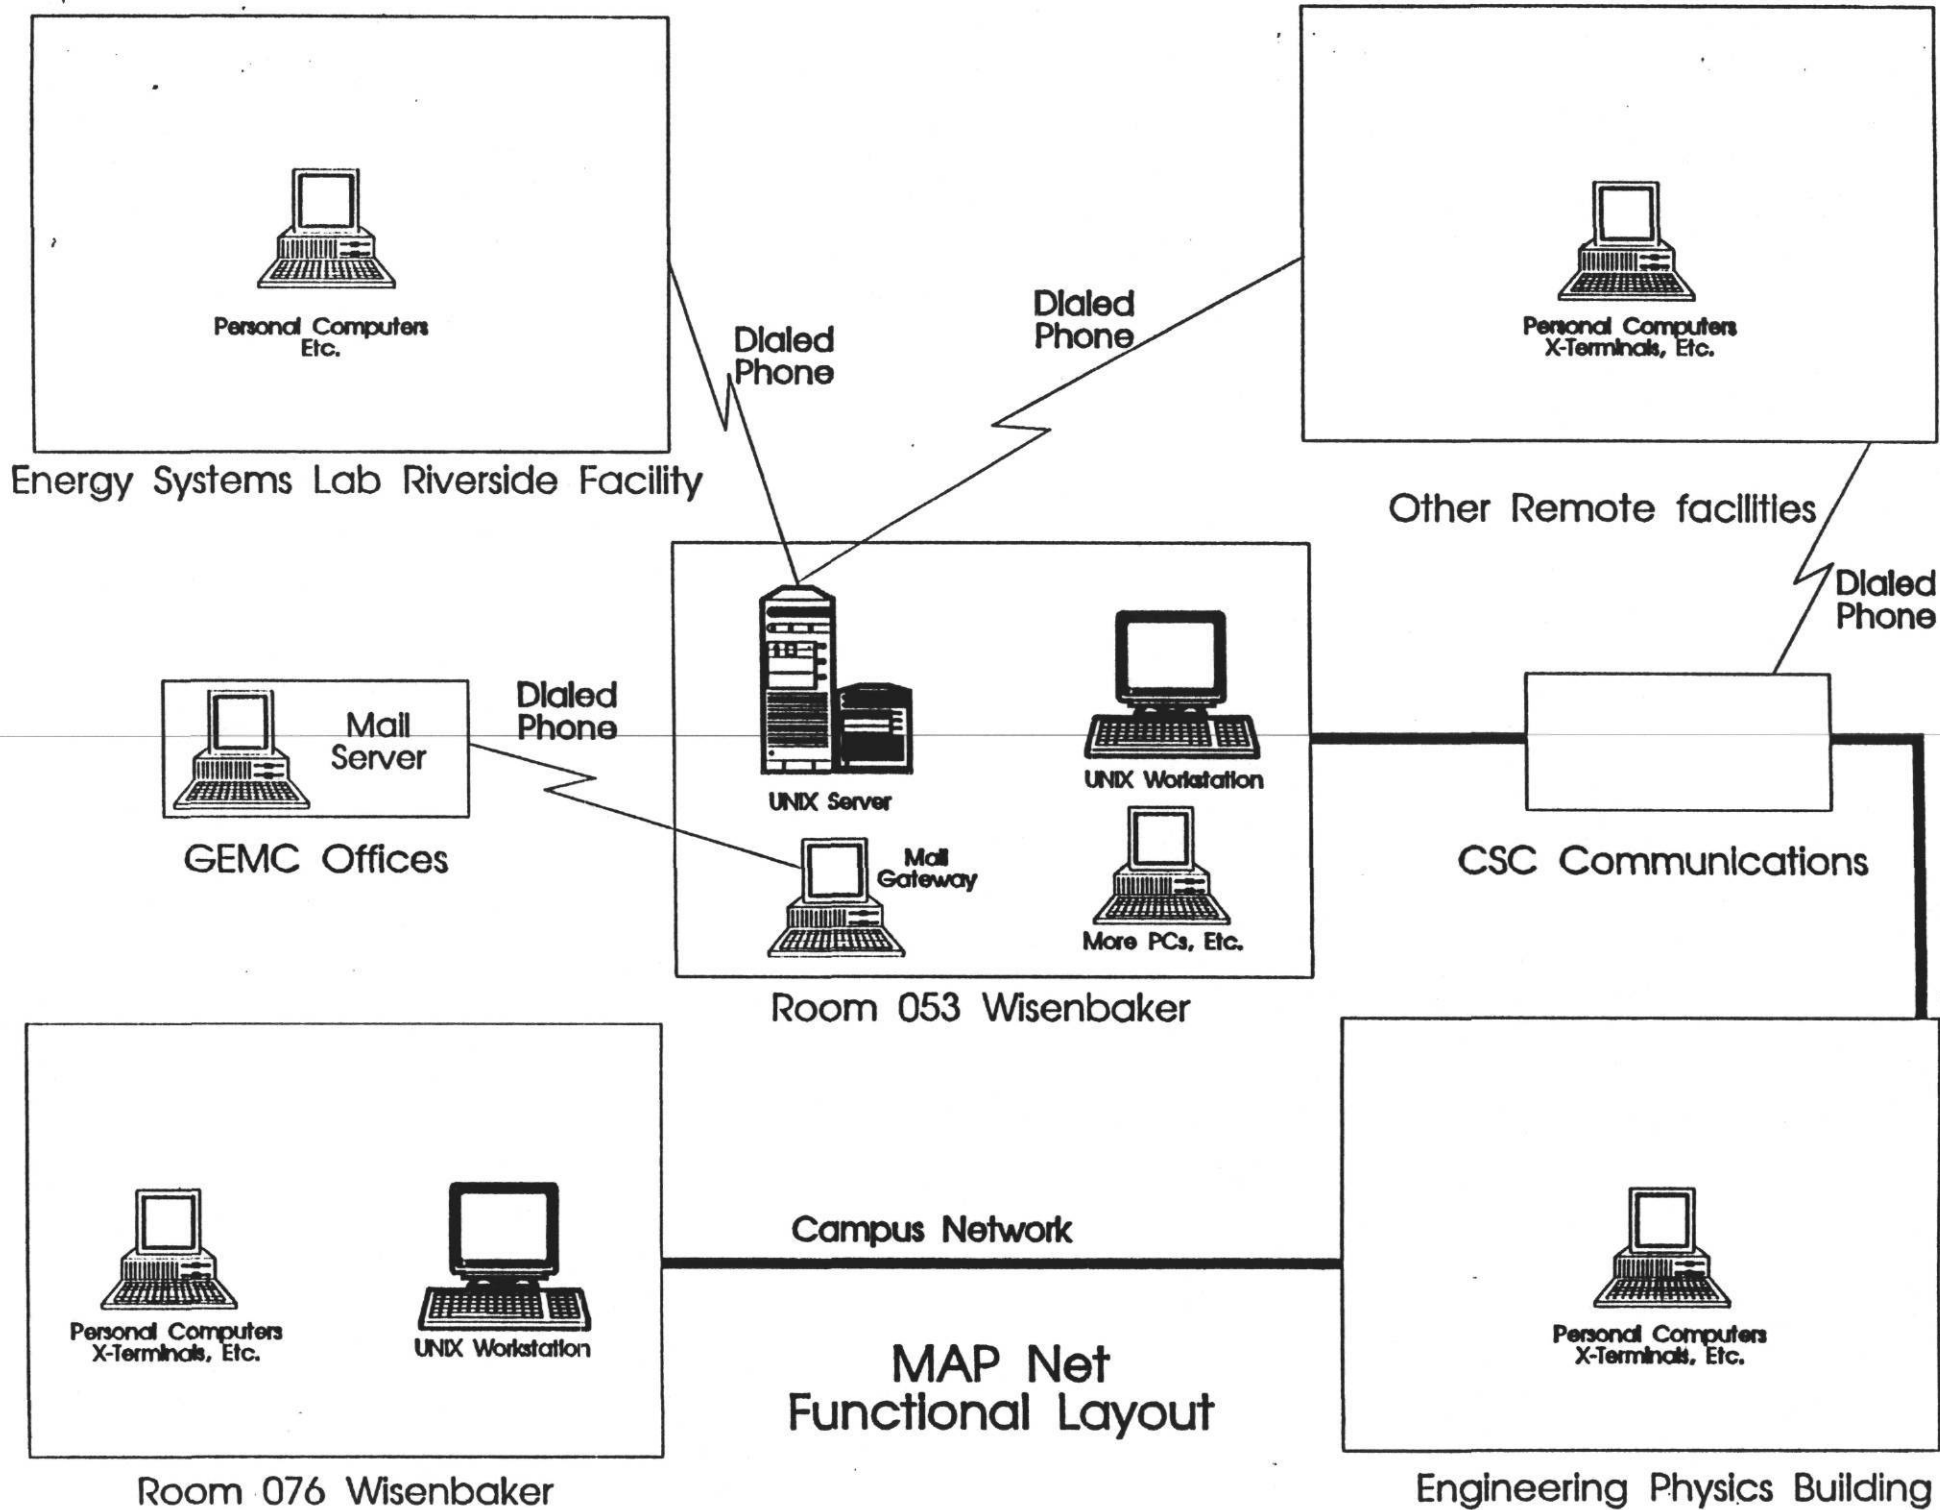 Personal Computers
Etc.
Energy Systems Lab Riverside Facility
Dialed
Phone
Dialed
Phone
Personal Computers
X-Terminals, Etc.
Other Remote facilities
Dialed
Phone
Mail
Server
GEMC Offices
Dialed
Phone
UNIX Server
UNIX Workstation
Mail
Gateway
More PCs, Etc.
Room 053 Wisenbaker
CSC Communications
Personal Computers
X-Terminals, Etc.
UNIX Workstation
Room 076 Wisenbaker
Campus Network
MAP Net
Functional Layout
Personal Computers
X-Terminals, Etc.
Engineering Physics Building